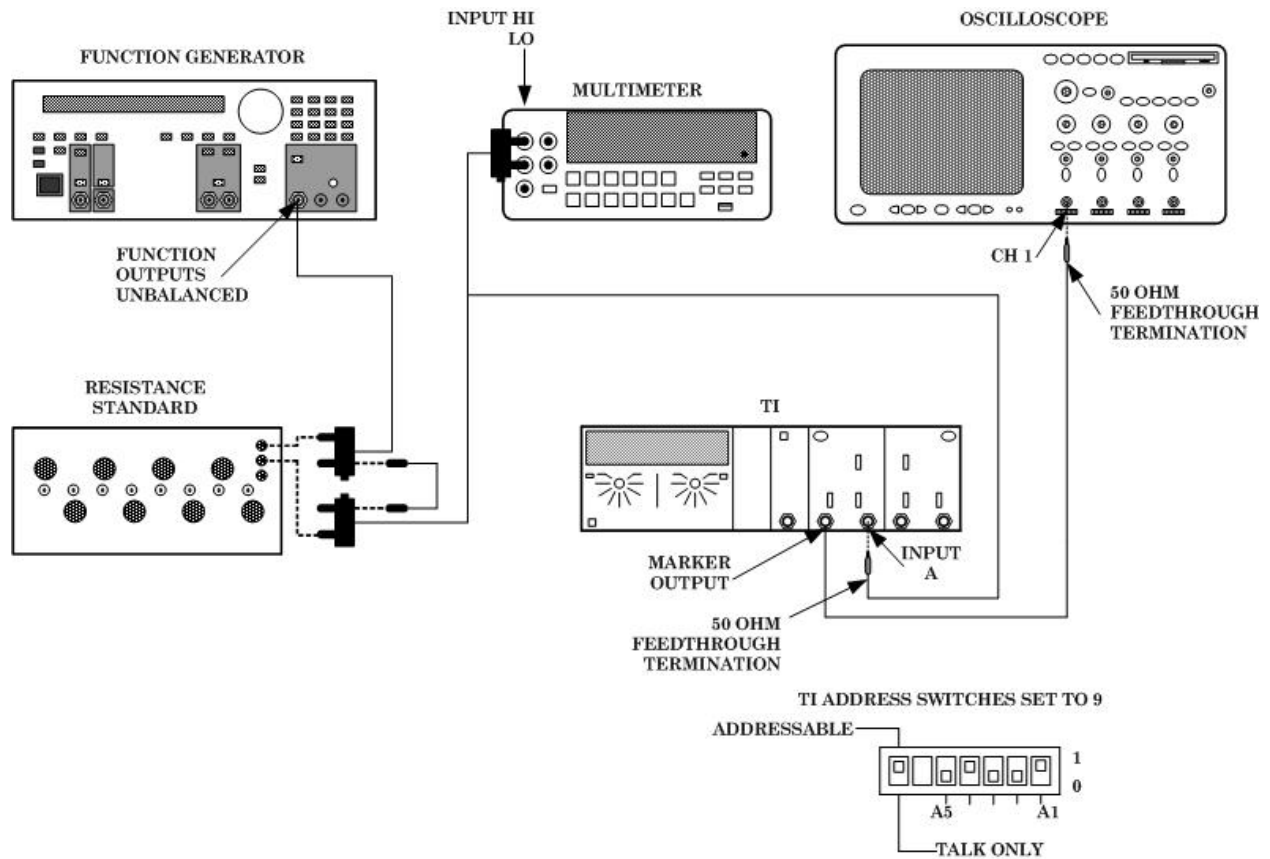 INPUT HI
LO
OSCILLOSCOPE
FUNCTION GENERATOR
MULTIMETER
FUNCTION
OUTPUTS
UNBALANCED
CH 1
50 OHM
FEEDTHROUGH
TERMINATION
RESISTANCE
STANDARD
TI
MARKER
OUTPUT
INPUT
A
50 OHM
FEEDTHROUGH
TERMINATION
TI ADDRESS SWITCHES SET TO 9
ADDRESSABLE
1
0
A5
A1
TALK ONLY